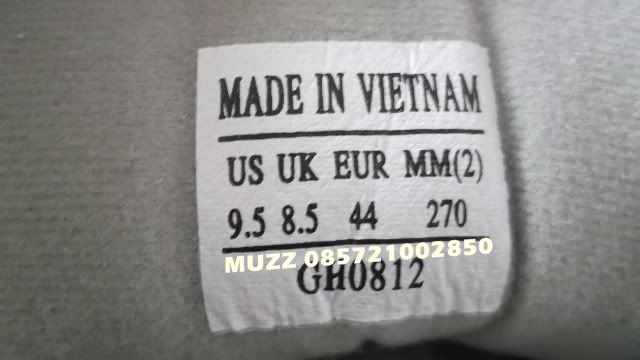 MADE IN VIETNAM
US UK EUR MM(2)
9.5 8.5 44 270
MUZZ 085721002850
GH0812